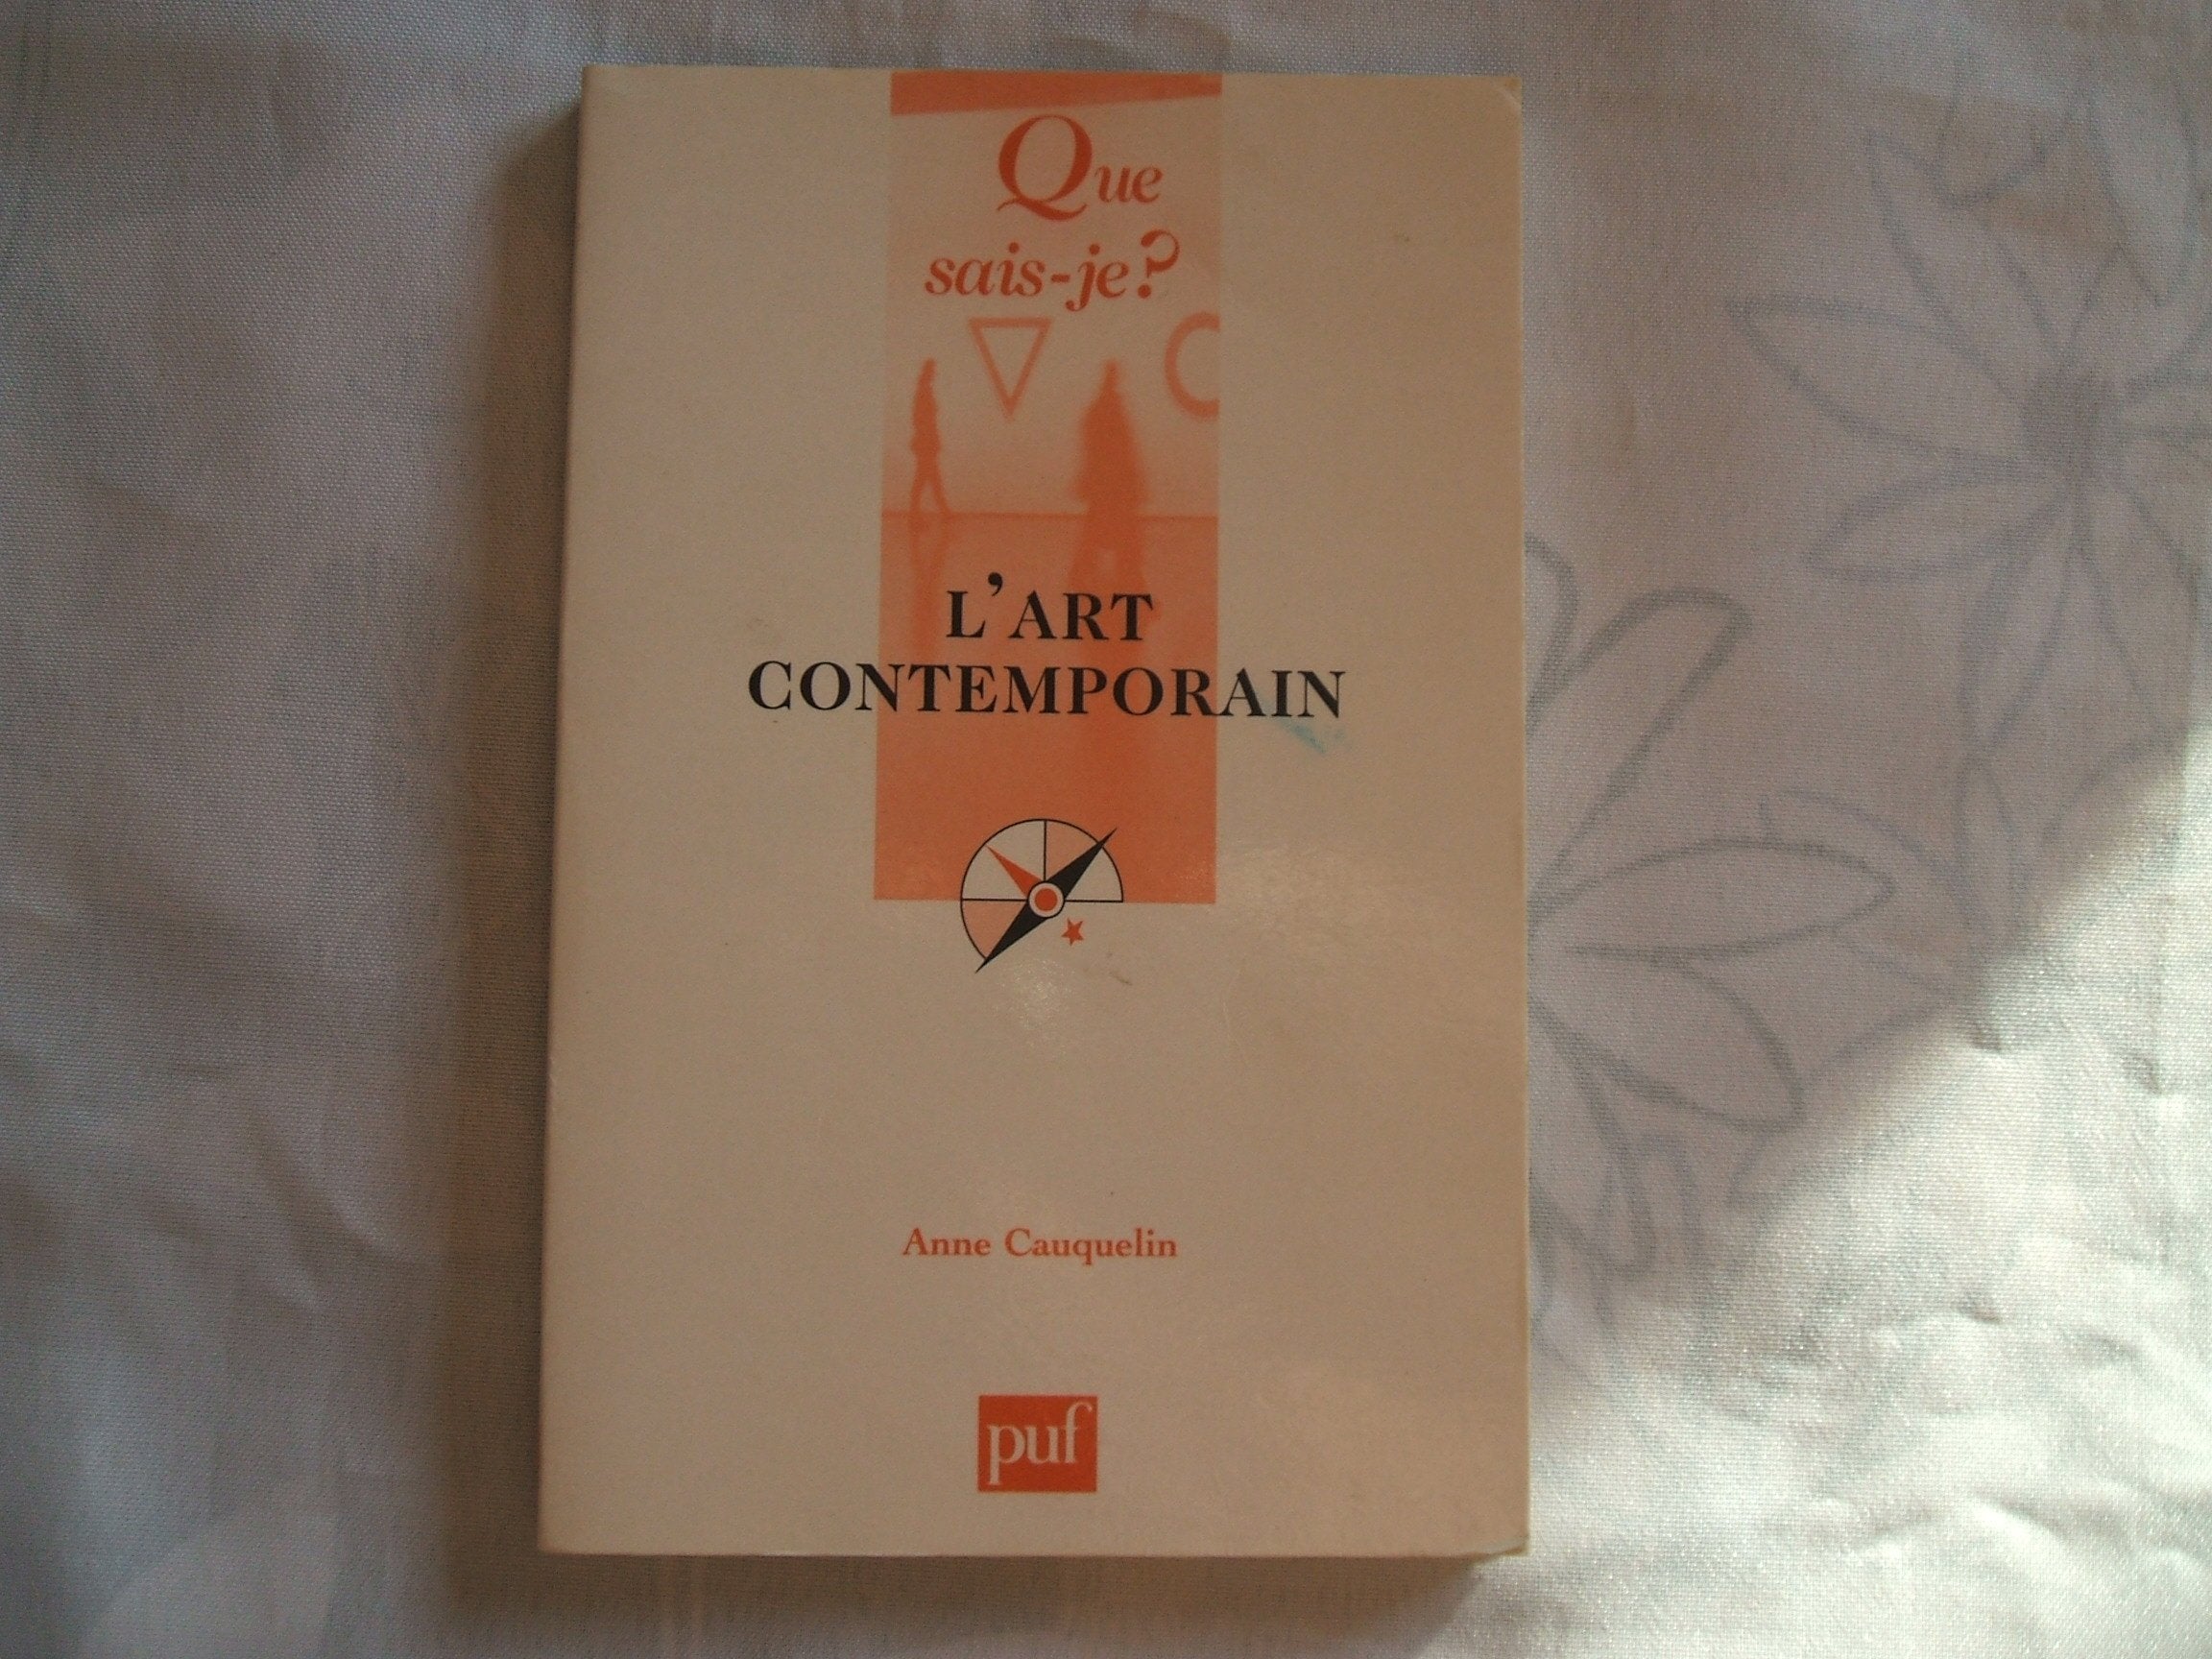 Que
sais-je?
L'ART
CONTEMPORAIN
Anne Cauquelin
puf